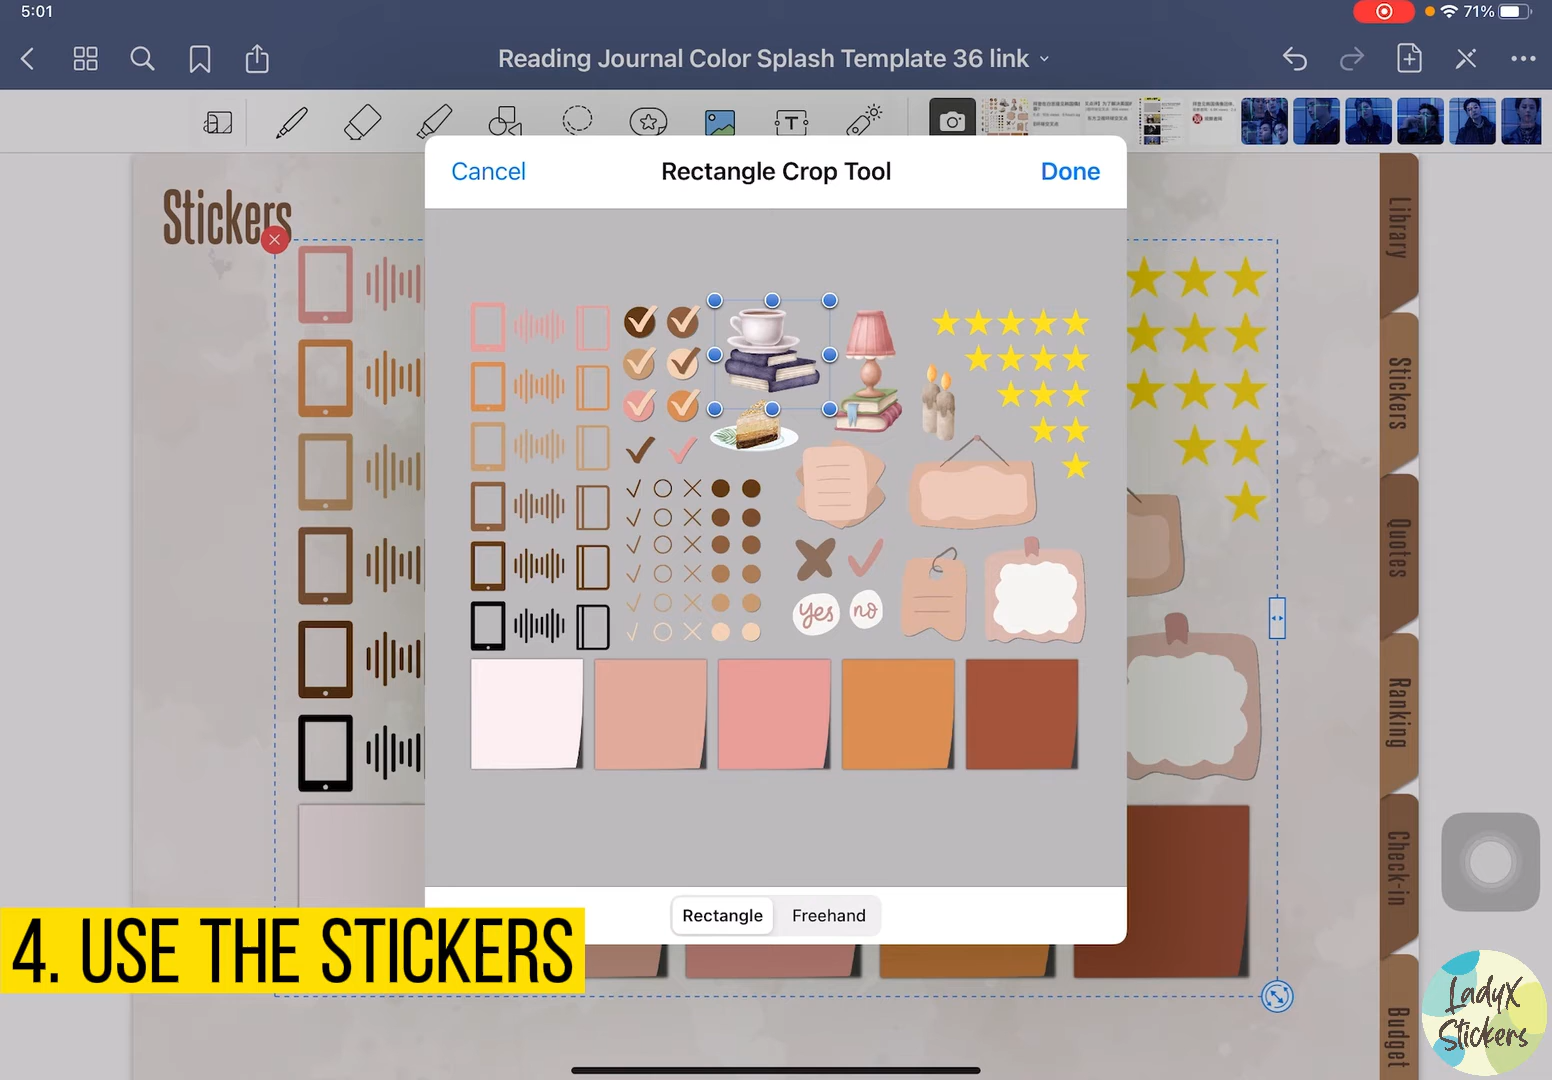 5:01
71%
Reading Journal Color Splash Template 36 link
T
Cancel
Rectangle Crop Tool
Done
Stickers
Library
Stickers
Quotes
Ranking
Check-in
Budget
yes
no
Rectangle
Freehand
4. USE THE STICKERS
LadyX
Stickers